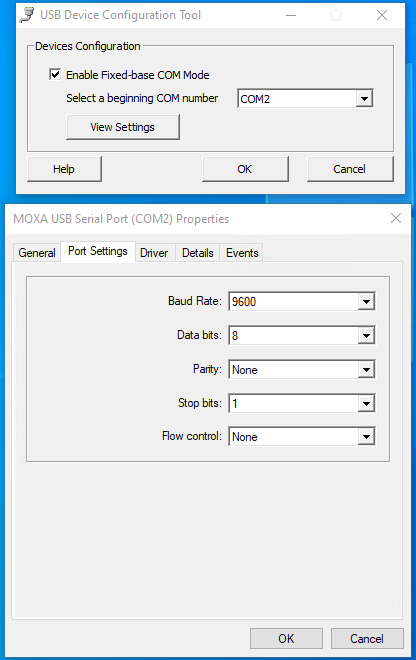 USB Device Configuration Tool
Devices Configuration
Enable Fixed-base COM Mode
Select a beginning COM number COM2
View Settings
Help OK Cancel
MOXA USB Serial Port (COM2) Properties
General Port Settings Driver Details Events
Baud Rate: 9600
Data bits: 8
Parity: None
Stop bits: 1
Flow control: None
OK Cancel